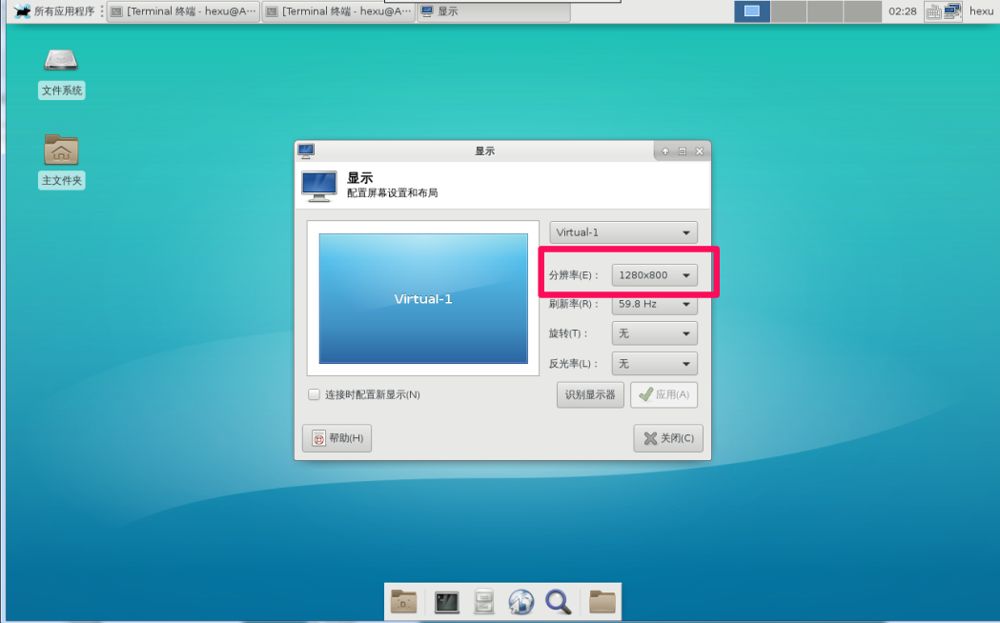 所有应用程序
[Terminal 终端 - hexu@A···
[Terminal 终端 - hexu@A···
显示
02:28
hexu
文件系统
主文件夹
显示
显示
配置屏幕设置和布局
Virtual-1
Virtual-1
分辨率(E)：
1280x800
刷新率(R)：
59.8 Hz
旋转(T)：
无
反光率(L)：
无
连接时配置新显示(N)
识别显示器
应用(A)
帮助(H)
关闭(C)